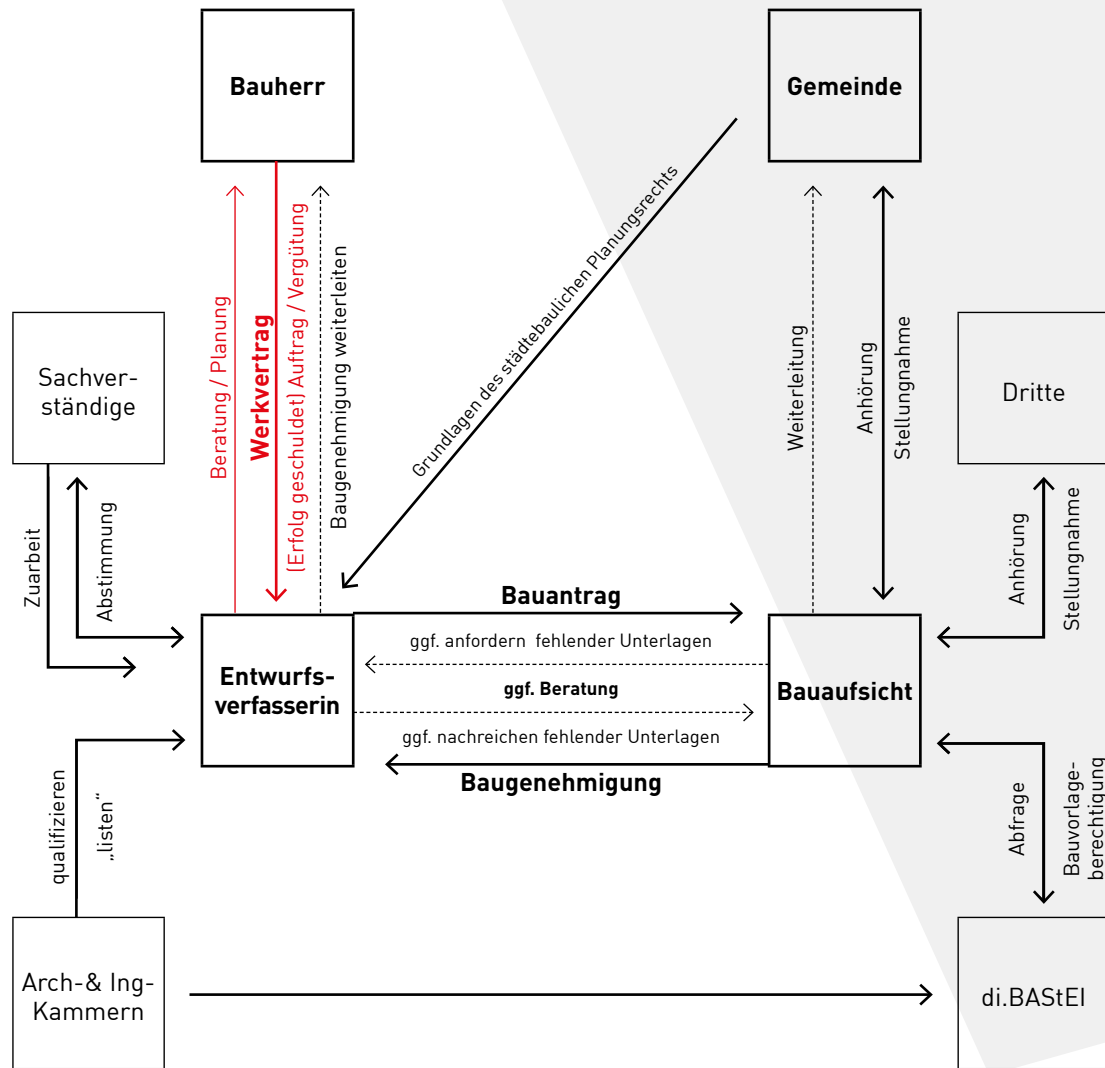 Bauherr
Gemeinde
Beratung / Planung
Werkvertrag
(Erfolg geschuldet) Auftrag / Vergütung
Baugenehmigung weiterleiten
Grundlagen des städtebaulichen Planungsrechts
Weiterleitung
Anhörung
Stellungnahme
Sachver-
ständige
Dritte
Zuarbeit
Abstimmung
Anhörung
Stellungnahme
Entwurfs-
verfasserin
Bauantrag
ggf. anfordern fehlender Unterlagen
ggf. Beratung
ggf. nachreichen fehlender Unterlagen
Baugenehmigung
Bauaufsicht
qualifizieren
„listen“
Abfrage
Bauvorlage-
berechtigung
Arch-& Ing-
Kammern
di.BAStEI